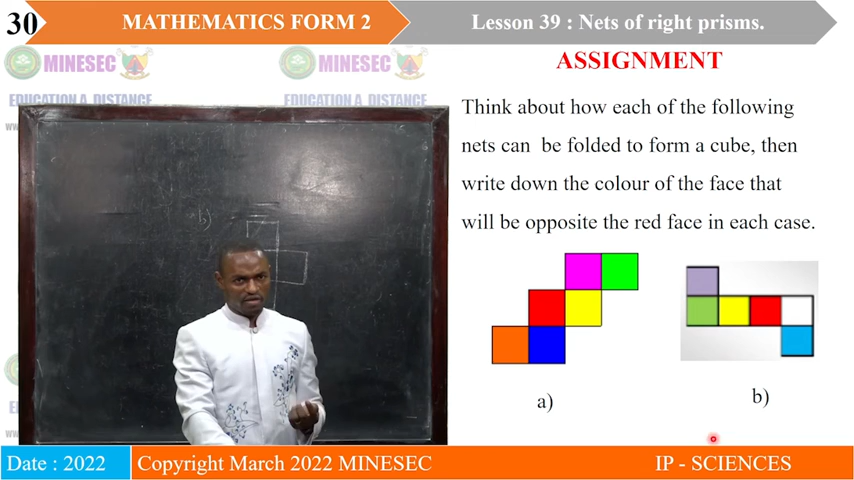 30
MATHEMATICS FORM 2
Lesson 39 : Nets of right prisms.
MINESEC
MINESEC
EDUCATION A DISTANCE
EDUCATION A DISTANCE
ASSIGNMENT
Think about how each of the following
nets can be folded to form a cube, then
write down the colour of the face that
will be opposite the red face in each case.
b)
a)
b)
Date : 2022
Copyright March 2022 MINESEC
IP - SCIENCES